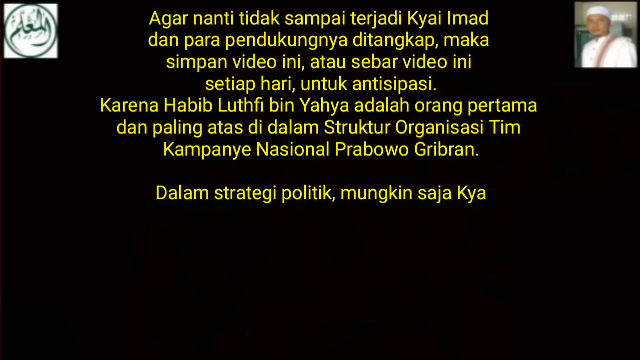 Agar nanti tidak sampai terjadi Kyai Imad
dan para pendukungnya ditangkap, maka
simpan video ini, atau sebar video ini
setiap hari, untuk antisipasi.
Karena Habib Luthfi bin Yahya adalah orang pertama
dan paling atas di dalam Struktur Organisasi Tim
Kampanye Nasional Prabowo Gribran.
Dalam strategi politik, mungkin saja Kya